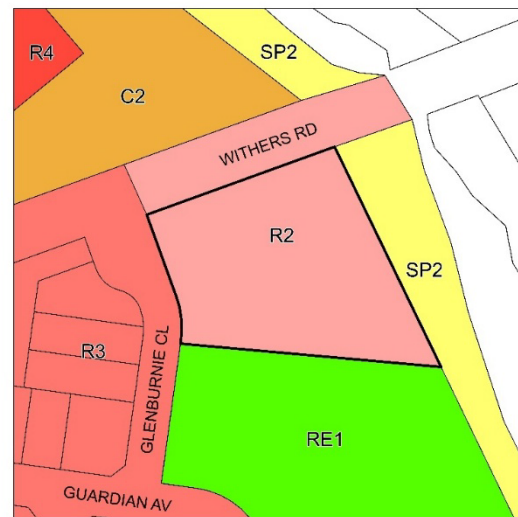 R4
SP2
C2
WITHERS RD
R2
SP2
R3
GLENBURNIE CL
RE1
GUARDIAN AV